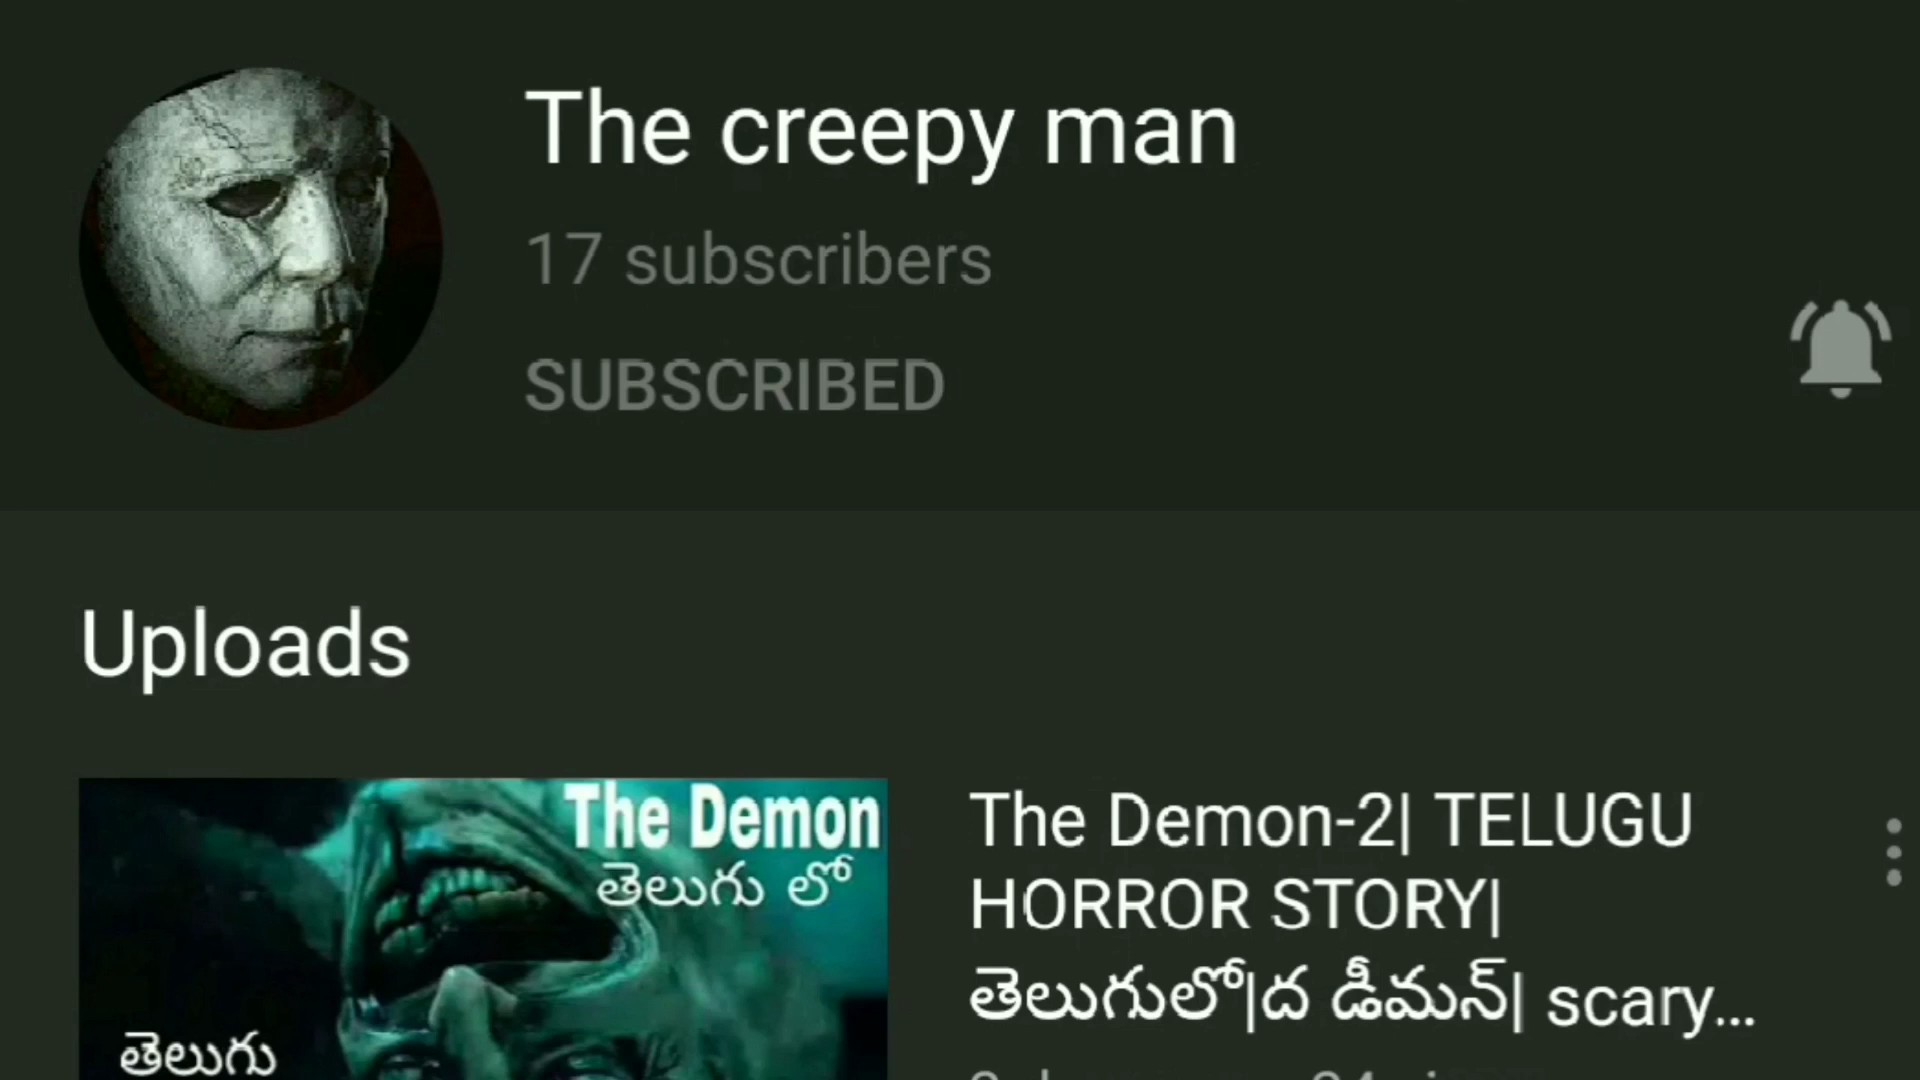 The creepy man
17 subscribers
SUBSCRIBED
Uploads
The Demon
తెలుగు లో
తెలుగు
The Demon-2| TELUGU
HORROR STORY|
తెలుగులో|ద డీమన్| scary...